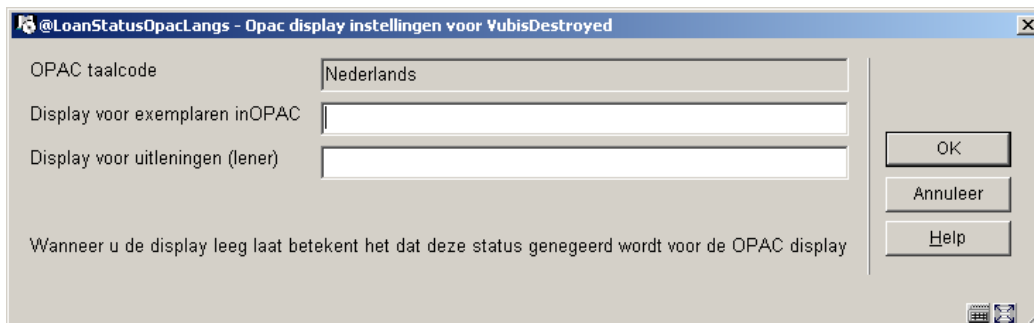 @LoanStatusOpacLangs - Opac display instellingen voor VubisDestroyed
OPAC taalcode
Nederlands
Display voor exemplaren inOPAC
Display voor uitleningen (lener)
OK
Annuleer
Help
Wanneer u de display leeg laat betekent het dat deze status genegeerd wordt voor de OPAC display